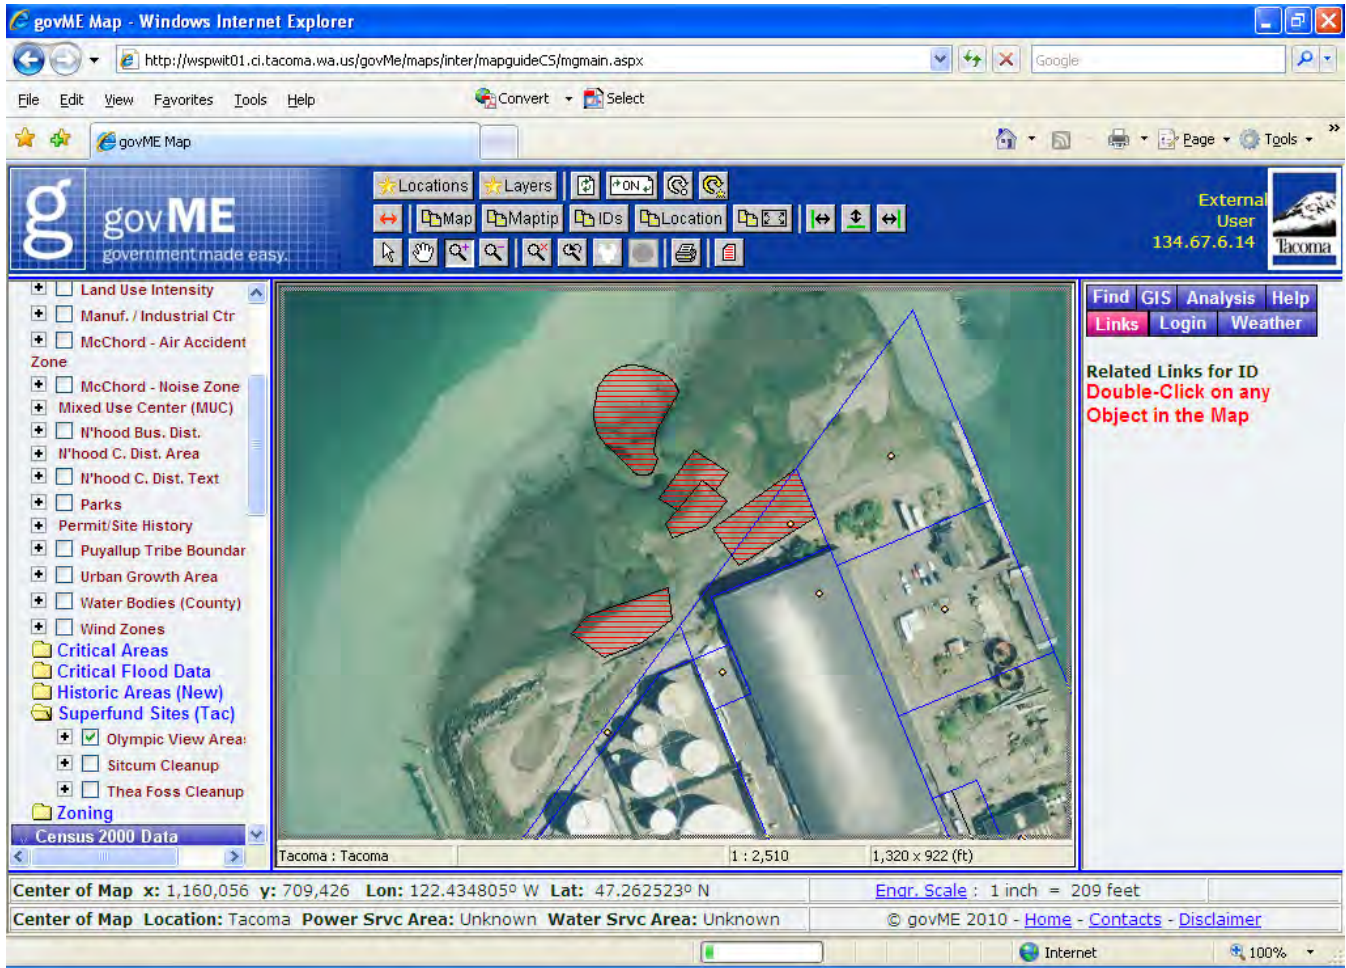 govME Map - Windows Internet Explorer
http://wspwit01.ci.tacoma.wa.us/govMe/maps/inter/mapguideCS/mgmain.aspx
Google
File Edit View Favorites Tools Help
Convert Select
govME Map
Page Tools
g govME
government made easy.
Locations Layers ON
Map Maptip IDs Location
External
User
134.67.6.14
Tacoma
Land Use Intensity
Manuf. / Industrial Ctr
McChord - Air Accident
Zone
McChord - Noise Zone
Mixed Use Center (MUC)
N'hood Bus. Dist.
N'hood C. Dist. Area
N'hood C. Dist. Text
Parks
Permit/Site History
Puyallup Tribe Boundar
Urban Growth Area
Water Bodies (County)
Wind Zones
Critical Areas
Critical Flood Data
Historic Areas (New)
Superfund Sites (Tac)
Olympic View Area
Sitcum Cleanup
Thea Foss Cleanup
Zoning
Census 2000 Data
Find GIS Analysis Help
Links Login Weather
Related Links for ID
Double-Click on any
Object in the Map
Tacoma : Tacoma
1 : 2,510
1,320 x 922 (ft)
Center of Map x: 1,160,056 y: 709,426 Lon: 122.434805º W Lat: 47.262523º N
Engr. Scale : 1 inch = 209 feet
Center of Map Location: Tacoma Power Srvc Area: Unknown Water Srvc Area: Unknown
© govME 2010 - Home - Contacts - Disclaimer
Internet
100%